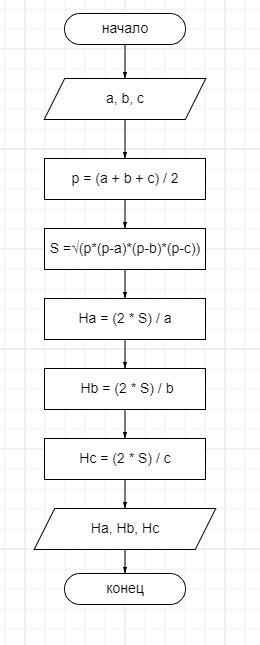 начало
a, b, c
p = (a + b + c) / 2
S =√(p*(p-a)*(p-b)*(p-c))
Ha = (2 * S) / a
Hb = (2 * S) / b
Hc = (2 * S) / c
Ha, Hb, Hc
конец